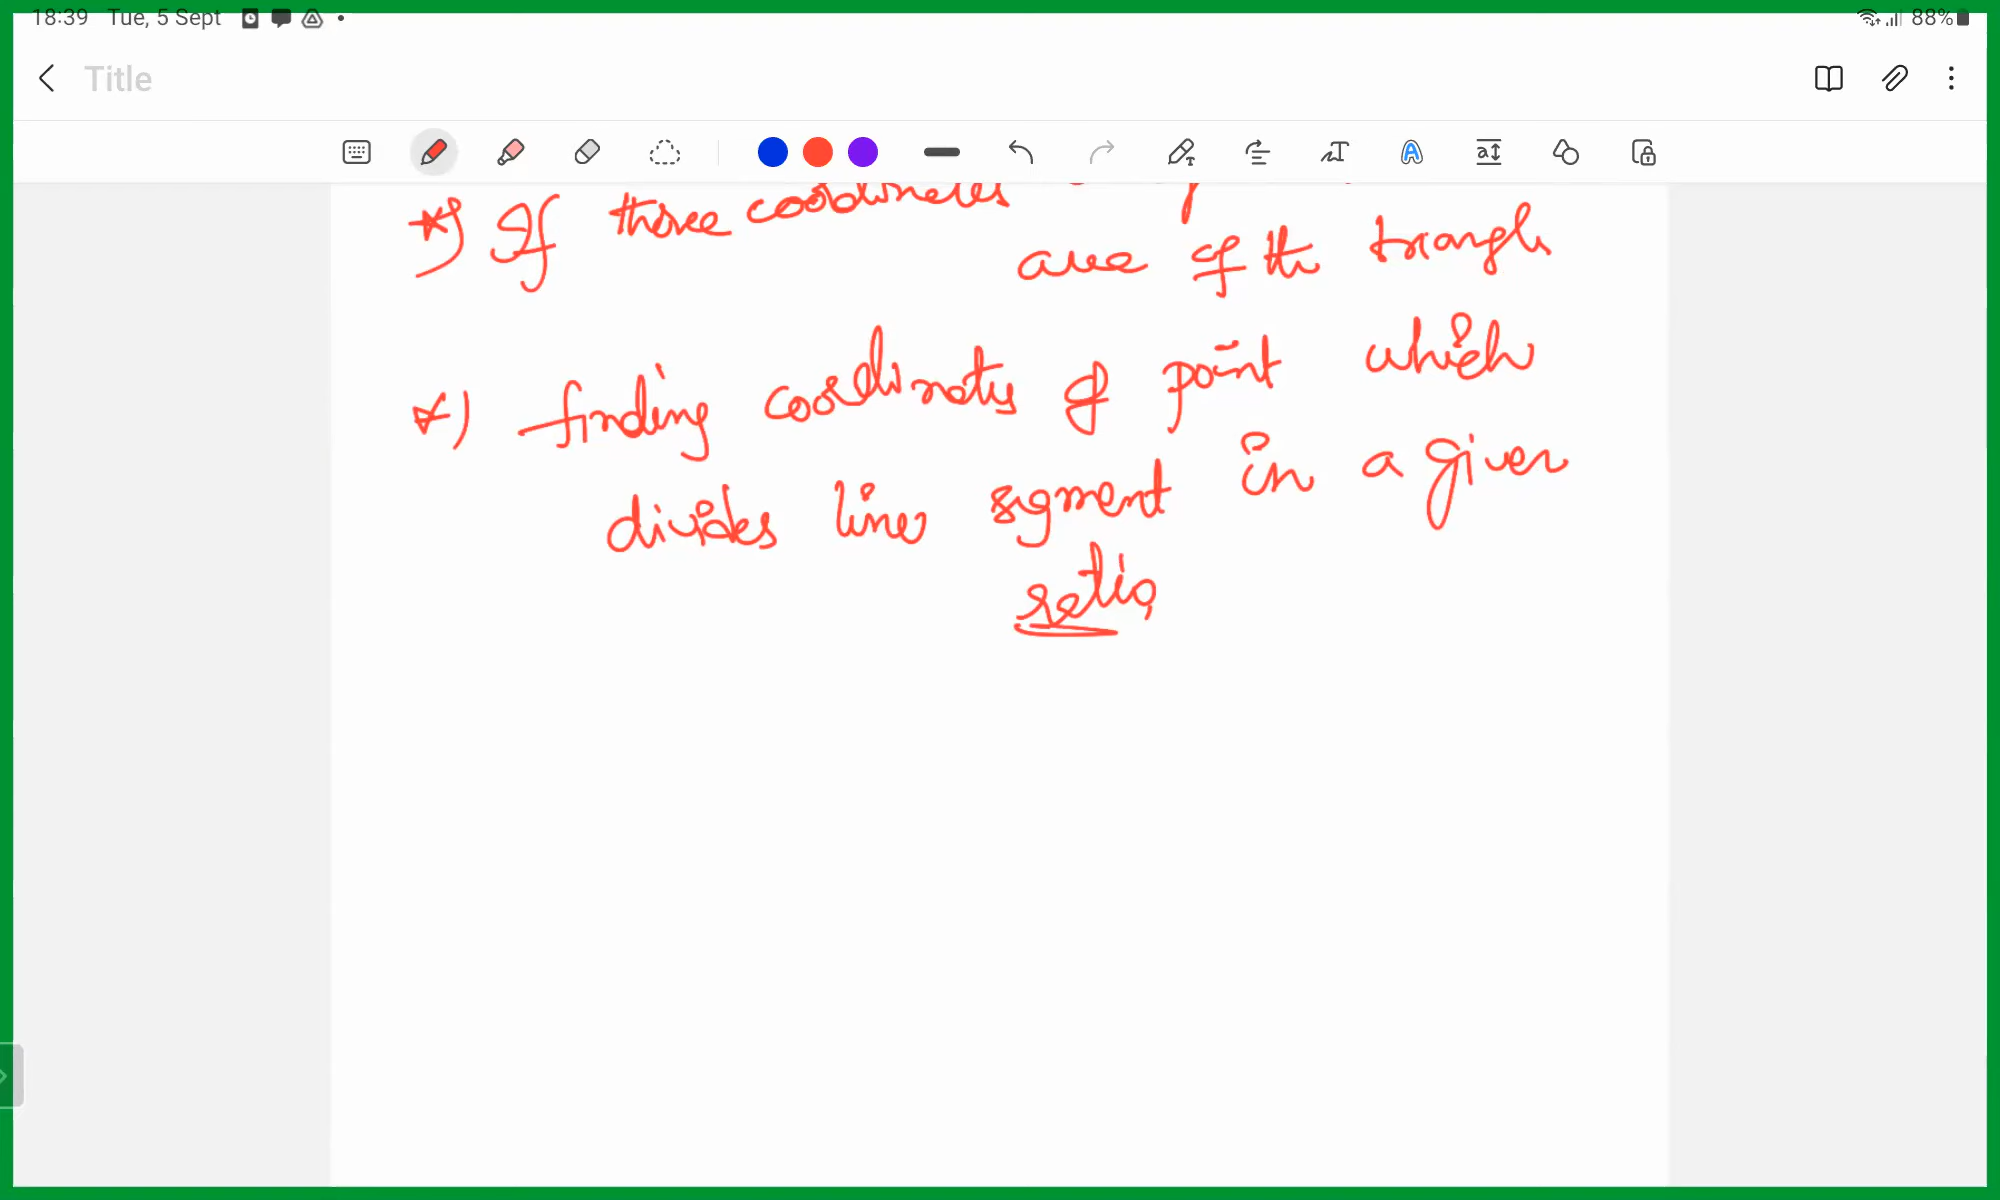 18:39 Tue, 5 Sept 88%
Title
*) If three coordinates
area of the triangle
*) finding coordinates of point which
divides line segment in a given
ratio